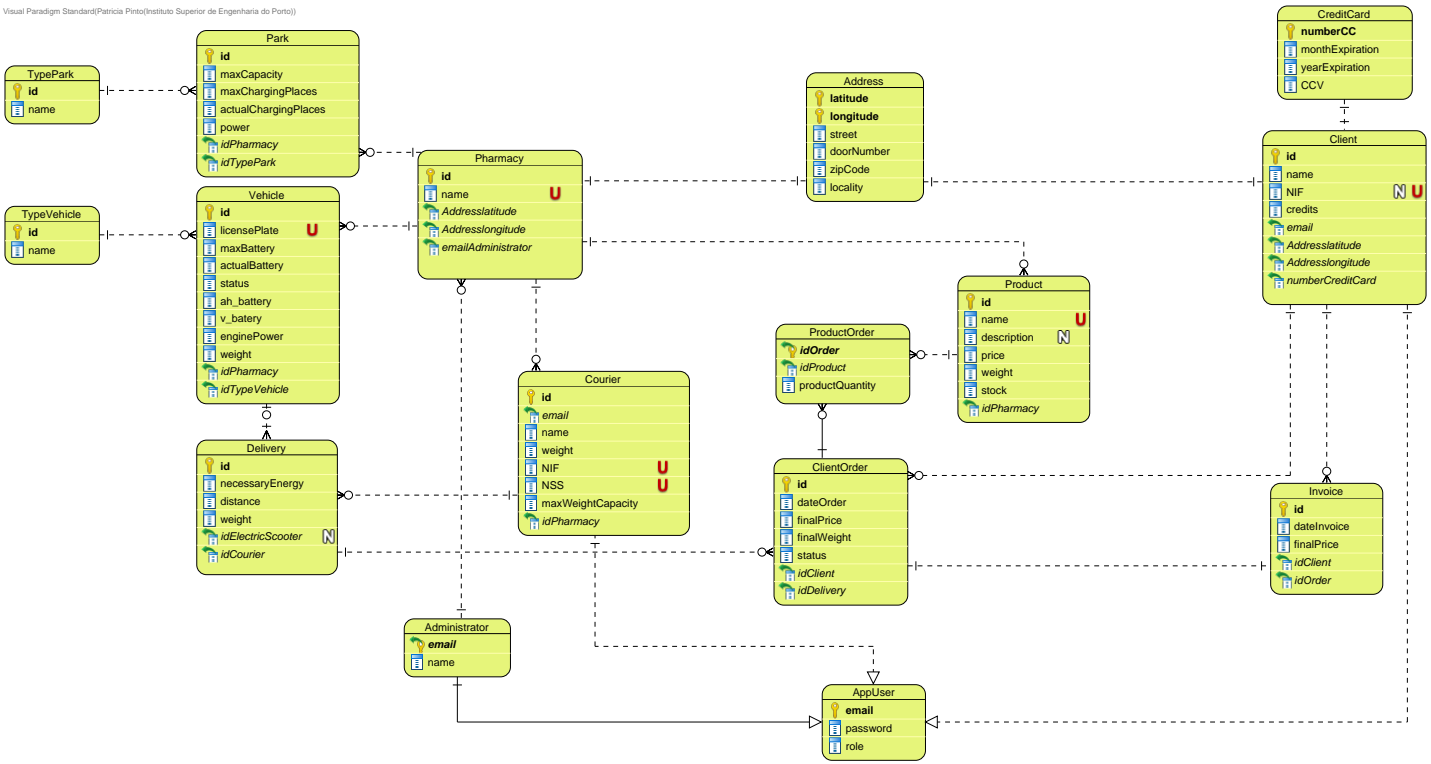 Visual Paradigm Standard(Patricia Pinto(Instituto Superior de Engenharia do Porto))
TypePark
id
name
Park
id
maxCapacity
maxChargingPlaces
actualChargingPlaces
power
idPharmacy
idTypePark
TypeVehicle
id
name
Vehicle
id
licensePlate U
maxBattery
actualBattery
status
ah_battery
v_batery
enginePower
weight
idPharmacy
idTypeVehicle
Pharmacy
id
name U
Addresslatitude
Addresslongitude
emailAdministrator
Address
latitude
longitude
street
doorNumber
zipCode
locality
CreditCard
numberCC
monthExpiration
yearExpiration
CCV
Client
id
name
NIF N U
credits
email
Addresslatitude
Addresslongitude
numberCreditCard
Product
id
name U
description N
price
weight
stock
idPharmacy
ProductOrder
idOrder
idProduct
productQuantity
Courier
id
email
name
weight
NIF U
NSS U
maxWeightCapacity
idPharmacy
Delivery
id
necessaryEnergy
distance
weight
idElectricScooter N
idCourier
ClientOrder
id
dateOrder
finalPrice
finalWeight
status
idClient
idDelivery
Invoice
id
dateInvoice
finalPrice
idClient
idOrder
Administrator
email
name
AppUser
email
password
role